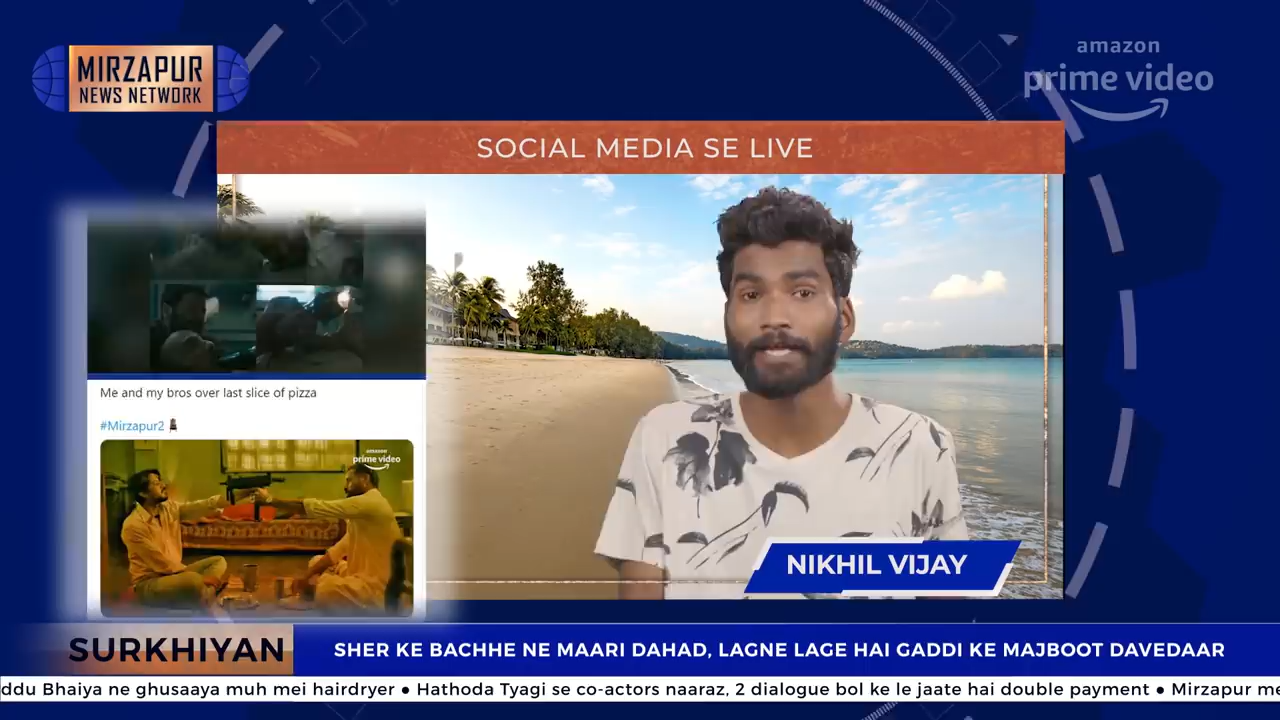 MIRZAPUR
NEWS NETWORK
amazon
prime video
SOCIAL MEDIA SE LIVE
Me and my bros over last slice of pizza
#Mirzapur2
amazon
prime video
NIKHIL VIJAY
SURKHIYAN
SHER KE BACHHE NE MAARI DAHAD, LAGNE LAGE HAI GADDI KE MAJBOOT DAVEDAAR
ddu Bhaiya ne ghusaaya muh mei hairdryer ● Hathoda Tyagi se co-actors naaraz, 2 dialogue bol ke le jaate hai double payment ● Mirzapur me